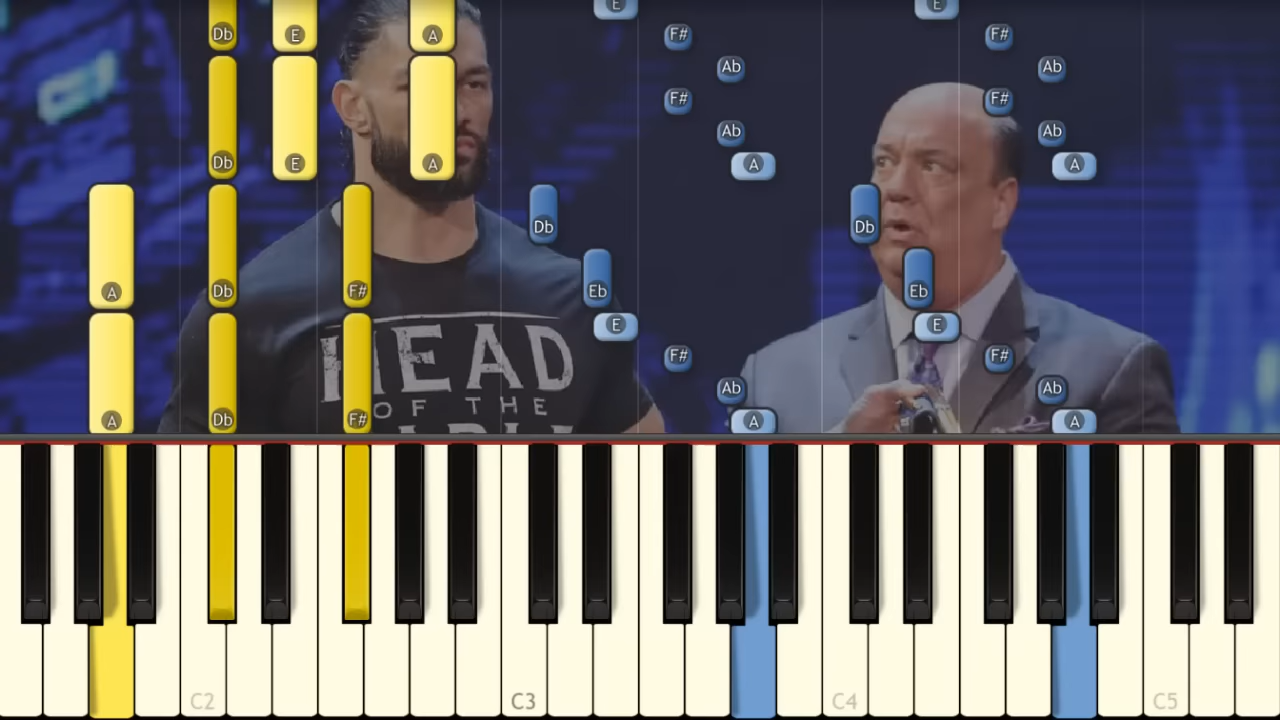 E E
Db E A F# F#
Ab Ab
F# F#
Ab Ab
Db E A A A
Db Db
A Db F# Eb Eb
E E
HEAD
F# F#
Ab Ab
OF THE
A Db F# A A
C2 C3 C4 C5